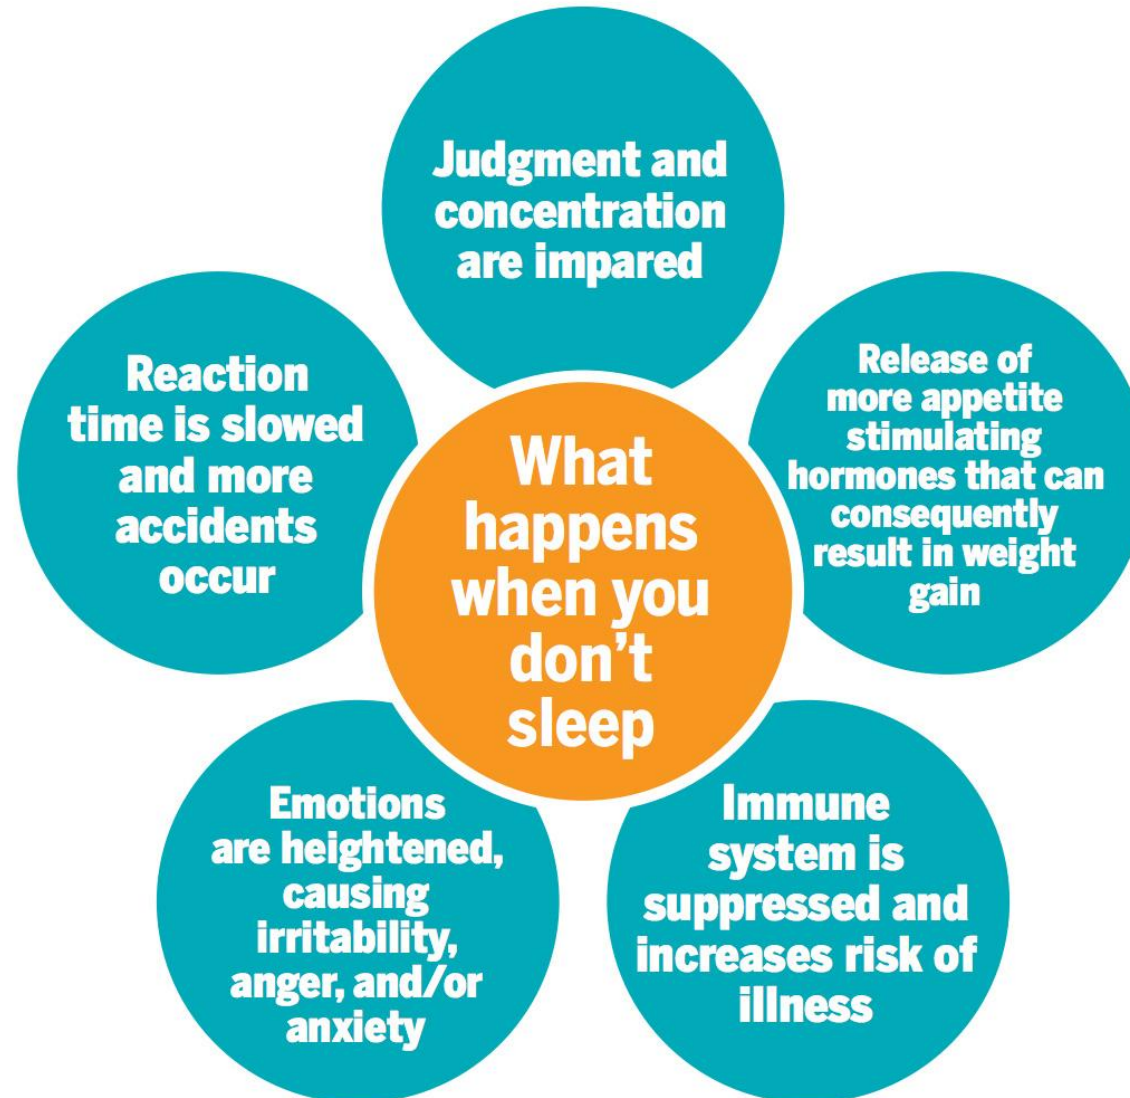 Judgment and
concentration
are impared
Reaction
time is slowed
and more
accidents
occur
Release of
more appetite
stimulating
hormones that can
consequently
result in weight
gain
What
happens
when you
don't
sleep
Emotions
are heightened,
causing
irritability,
anger, and/or
anxiety
Immune
system is
suppressed and
increases risk of
illness